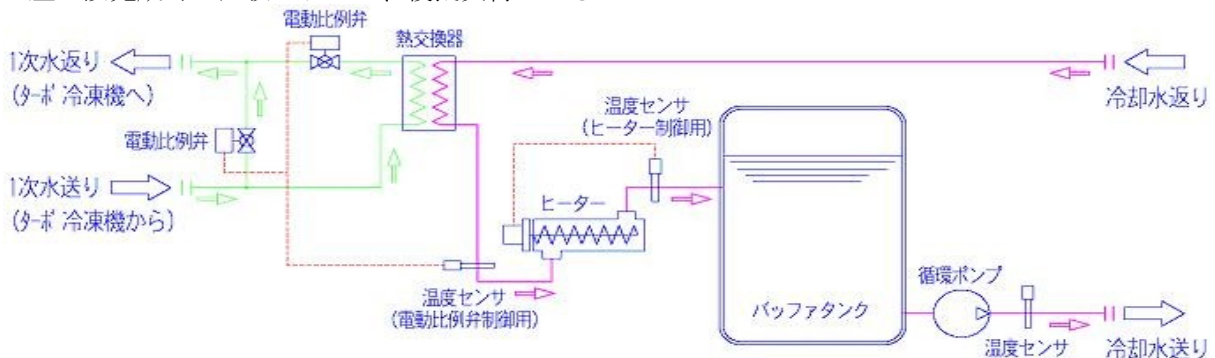 電動比例弁
熱交換器
1次水返り
(ﾀｰﾎﾞ冷凍機へ)
冷却水返り
温度センサ
(ヒーター制御用)
電動比例弁
1次水送り
(ﾀｰﾎﾞ冷凍機から)
ヒーター
循環ポンプ
温度センサ
(電動比例弁制御用)
バッファタンク
温度センサ
冷却水送り